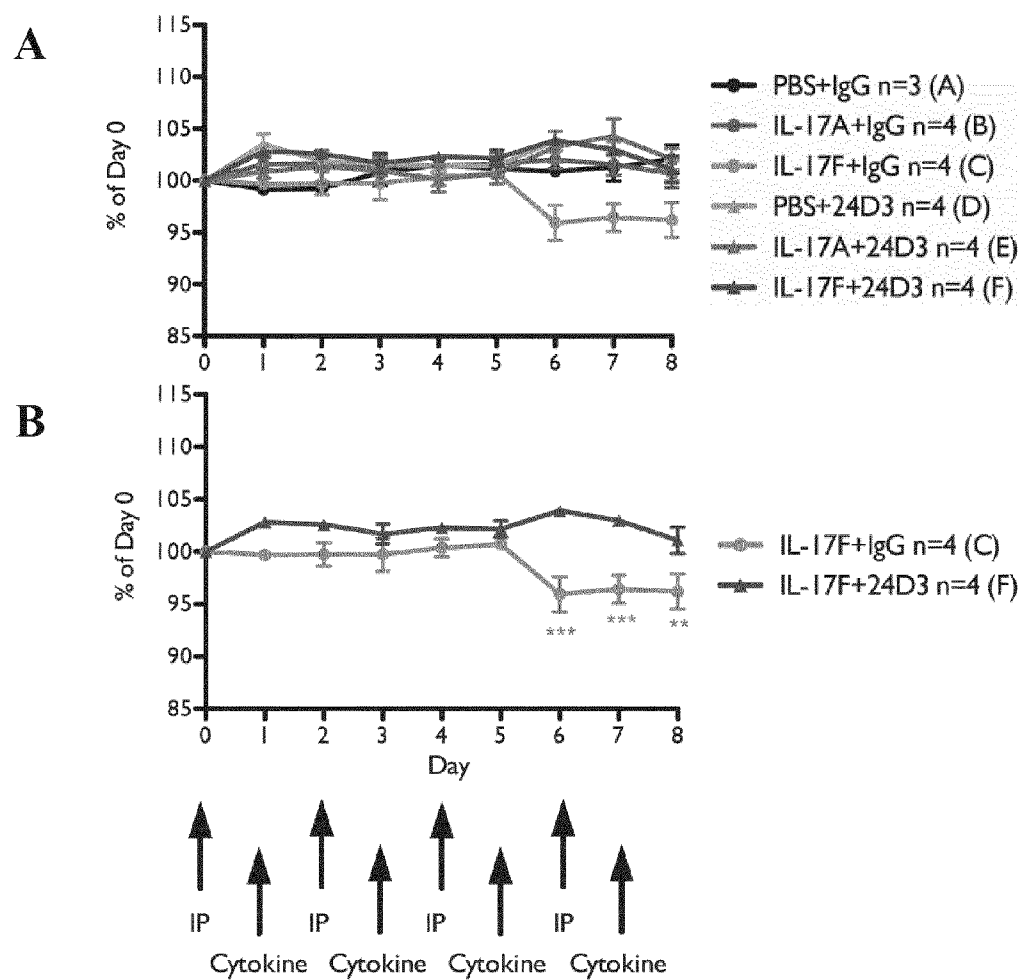 A
115
110
105
100
95
90
85
% of Day 0
0 1 2 3 4 5 6 7 8
PBS+IgG n=3 (A)
IL-17A+IgG n=4 (B)
IL-17F+IgG n=4 (C)
PBS+24D3 n=4 (D)
IL-17A+24D3 n=4 (E)
IL-17F+24D3 n=4 (F)
B
115
110
105
100
95
90
85
% of Day 0
*** *** **
0 1 2 3 4 5 6 7 8
Day
IL-17F+IgG n=4 (C)
IL-17F+24D3 n=4 (F)
IP IP IP IP
Cytokine Cytokine Cytokine Cytokine